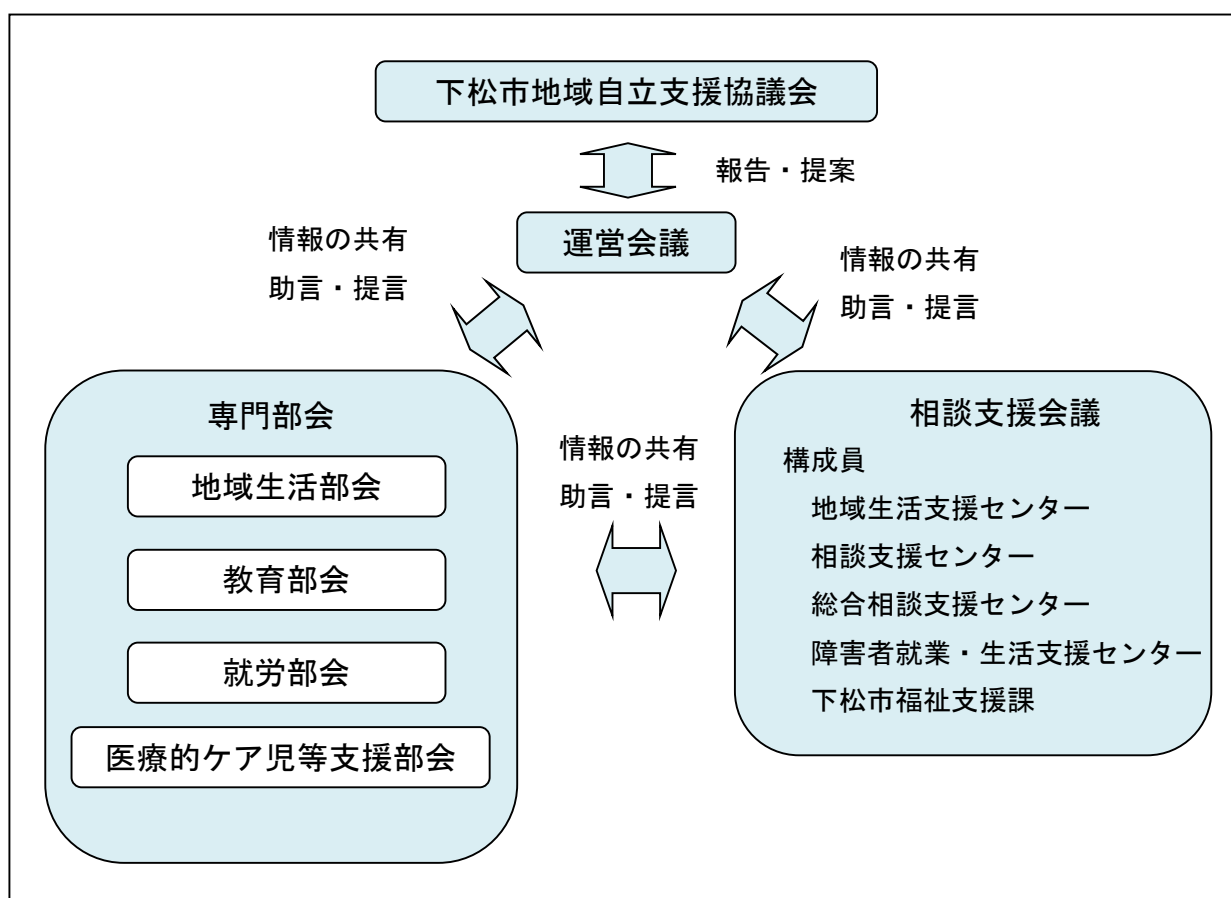 下松市地域自立支援協議会
報告・提案
運営会議
情報の共有
助言・提言
情報の共有
助言・提言
専門部会
地域生活部会
教育部会
就労部会
医療的ケア児等支援部会
情報の共有
助言・提言
相談支援会議
構成員
地域生活支援センター
相談支援センター
総合相談支援センター
障害者就業・生活支援センター
下松市福祉支援課